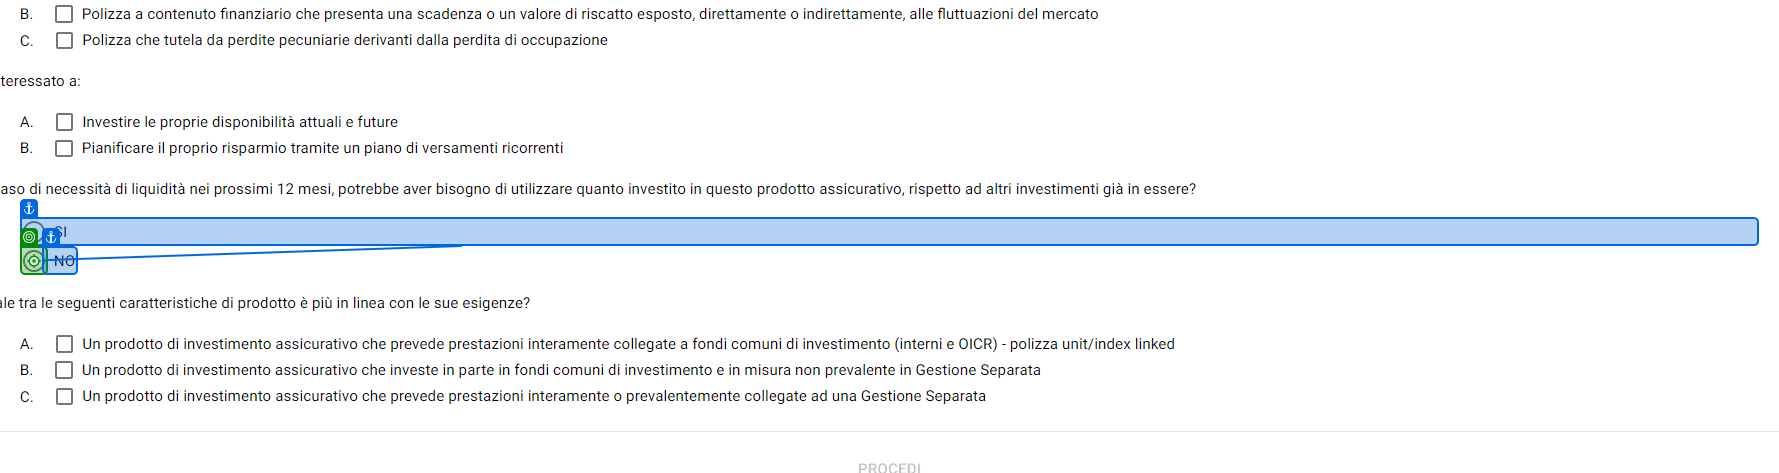 B. Polizza a contenuto finanziario che presenta una scadenza o un valore di riscatto esposto, direttamente o indirettamente, alle fluttuazioni del mercato
C. Polizza che tutela da perdite pecuniarie derivanti dalla perdita di occupazione
teressato a:
A. Investire le proprie disponibilità attuali e future
B. Pianificare il proprio risparmio tramite un piano di versamenti ricorrenti
aso di necessità di liquidità nei prossimi 12 mesi, potrebbe aver bisogno di utilizzare quanto investito in questo prodotto assicurativo, rispetto ad altri investimenti già in essere?
SI
NO
ale tra le seguenti caratteristiche di prodotto è più in linea con le sue esigenze?
A. Un prodotto di investimento assicurativo che prevede prestazioni interamente collegate a fondi comuni di investimento (interni e OICR) - polizza unit/index linked
B. Un prodotto di investimento assicurativo che investe in parte in fondi comuni di investimento e in misura non prevalente in Gestione Separata
C. Un prodotto di investimento assicurativo che prevede prestazioni interamente o prevalentemente collegate ad una Gestione Separata
PROCEDI